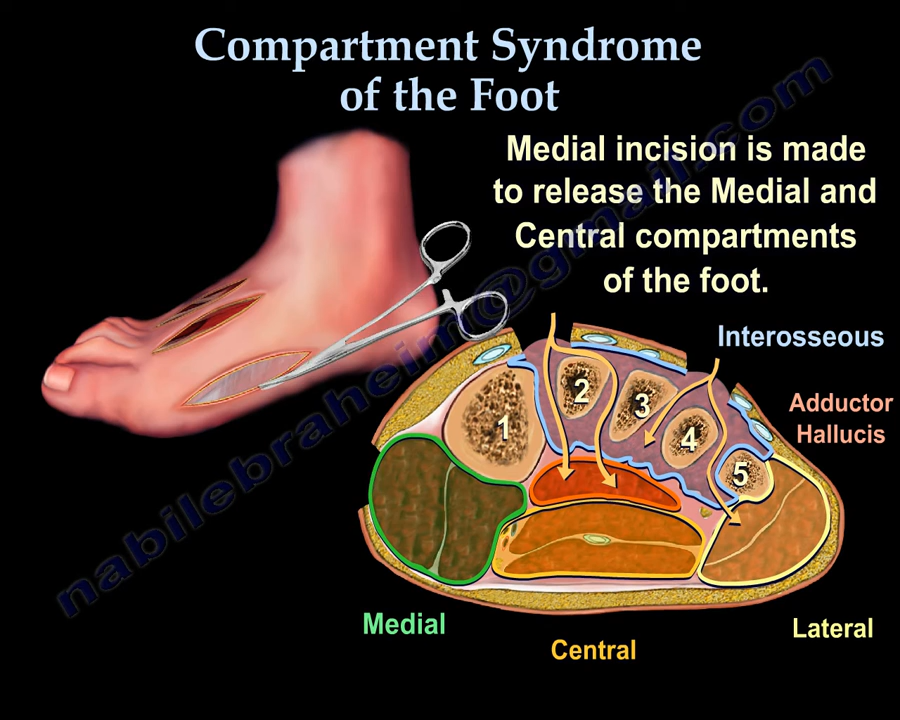 Compartment Syndrome
of the Foot
Medial incision is made
to release the Medial and
Central compartments
of the foot.
Interosseous
Adductor
Hallucis
1
2
3
4
5
Medial
Central
Lateral
nabilebraheim@gmail.com